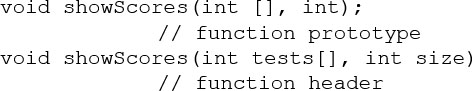 void showScores(int [], int);
// function prototype
void showScores(int tests[], int size)
// function header